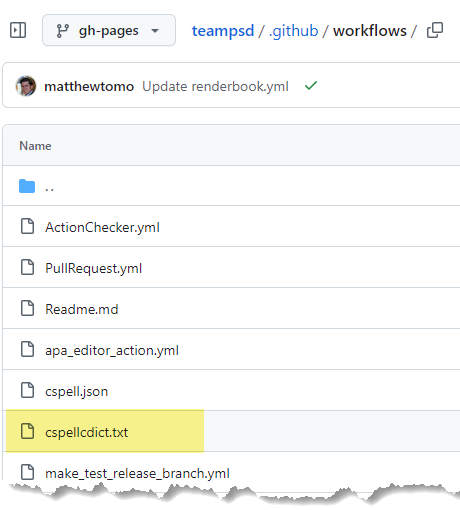 gh-pages teampsd / .github / workflows /
matthewtomo Update renderbook.yml
Name
..
ActionChecker.yml
PullRequest.yml
Readme.md
apa_editor_action.yml
cspell.json
cspellcdict.txt
make_test_release_branch.yml